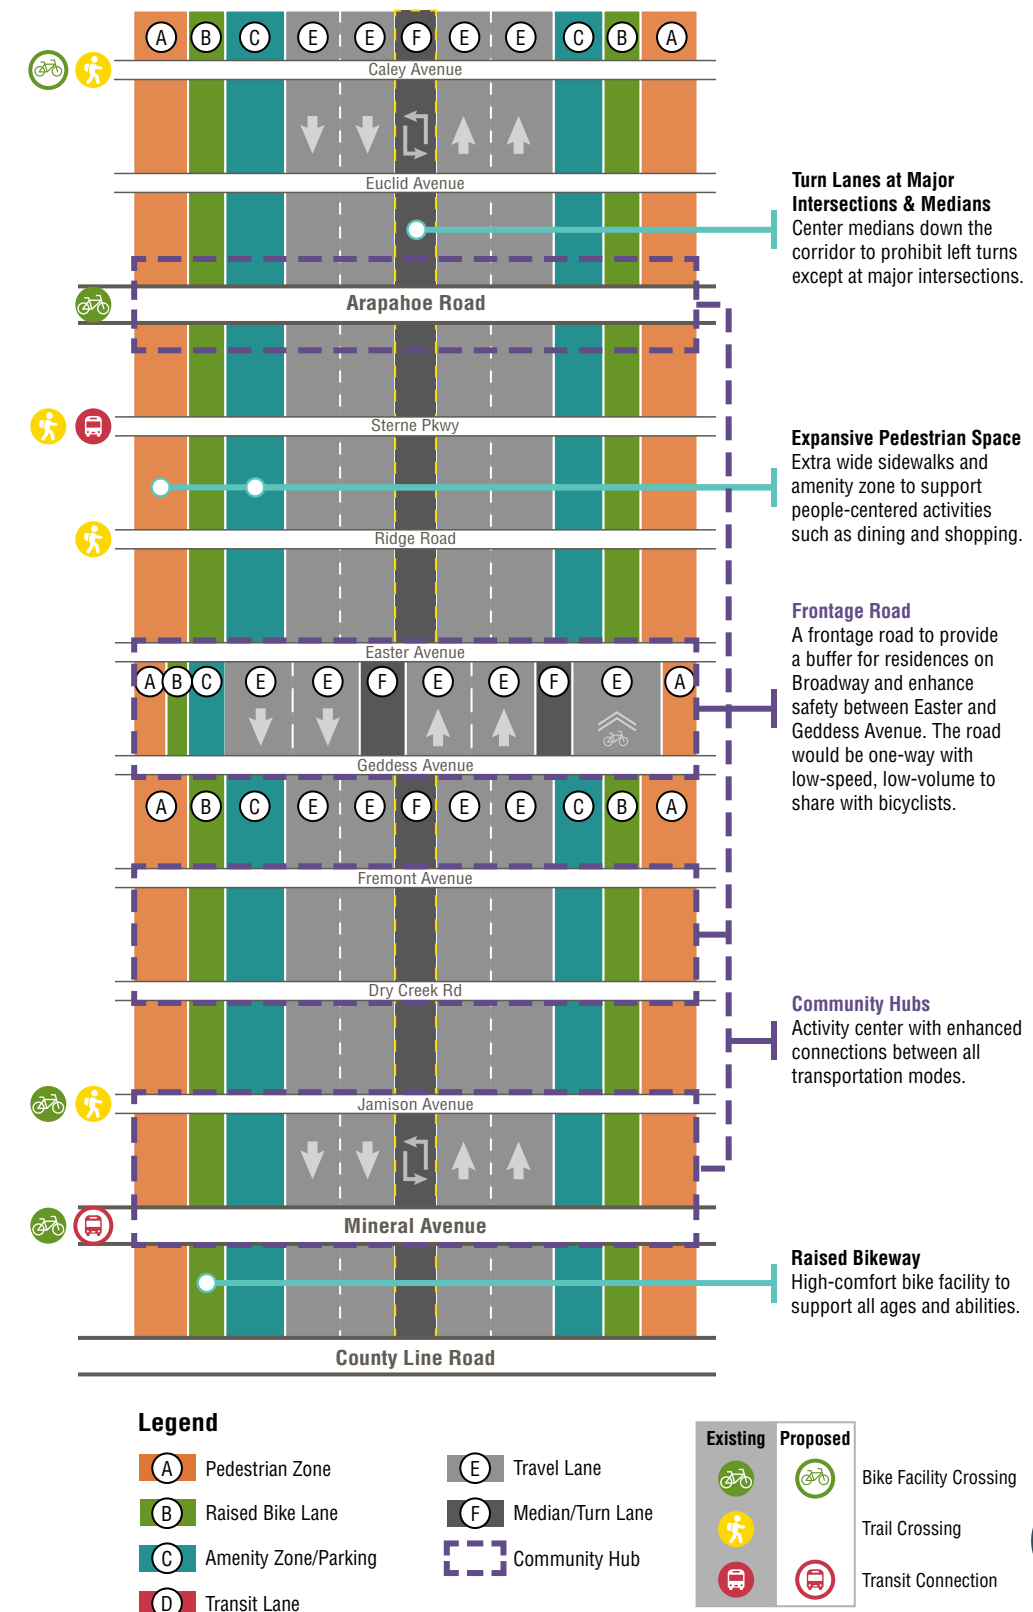 A B C E E F E E C B A
Caley Avenue
Euclid Avenue
Turn Lanes at Major
Intersections & Medians
Center medians down the
corridor to prohibit left turns
except at major intersections.
Arapahoe Road
Sterne Pkwy
Expansive Pedestrian Space
Extra wide sidewalks and
amenity zone to support
people-centered activities
such as dining and shopping.
Ridge Road
Easter Avenue
A B C E E F E E F E A
Frontage Road
A frontage road to provide
a buffer for residences on
Broadway and enhance
safety between Easter and
Geddess Avenue. The road
would be one-way with
low-speed, low-volume to
share with bicyclists.
Geddess Avenue
A B C E E F E E C B A
Fremont Avenue
Dry Creek Rd
Community Hubs
Activity center with enhanced
connections between all
transportation modes.
Jamison Avenue
Mineral Avenue
Raised Bikeway
High-comfort bike facility to
support all ages and abilities.
County Line Road
Legend
A Pedestrian Zone
B Raised Bike Lane
C Amenity Zone/Parking
D Transit Lane
E Travel Lane
F Median/Turn Lane
Community Hub
Existing Proposed
Bike Facility Crossing
Trail Crossing
Transit Connection